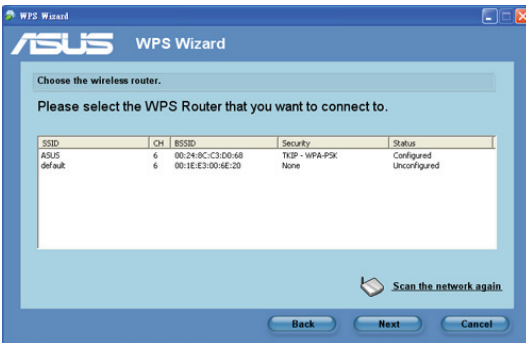 WPS Wizard
ASUS WPS Wizard
Choose the wireless router.
Please select the WPS Router that you want to connect to.
SSID CH BSSID Security Status
ASUS 6 00:24:8C:C3:D0:68 TKIP - WPA-PSK Configured
default 6 00:1E:E3:00:6E:20 None Unconfigured
Scan the network again
Back Next Cancel